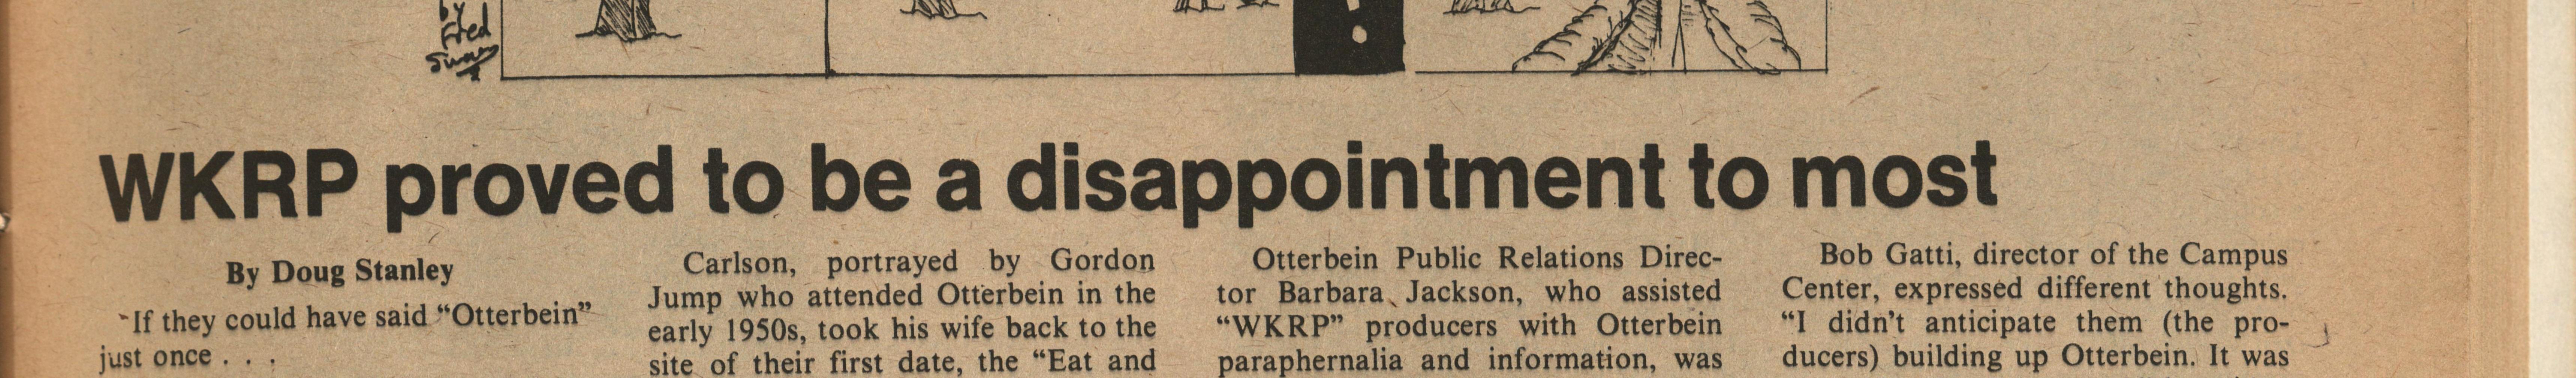 by
Fred
Swan
!
WKRP proved to be a disappointment to most
By Doug Stanley
If they could have said “Otterbein”
just once . . .
Carlson, portrayed by Gordon
Jump who attended Otterbein in the
early 1950s, took his wife back to the
site of their first date, the “Eat and
Otterbein Public Relations Direc-
tor Barbara Jackson, who assisted
“WKRP” producers with Otterbein
paraphernalia and information, was
Bob Gatti, director of the Campus
Center, expressed different thoughts.
“I didn't anticipate them (the pro-
ducers) building up Otterbein. It was